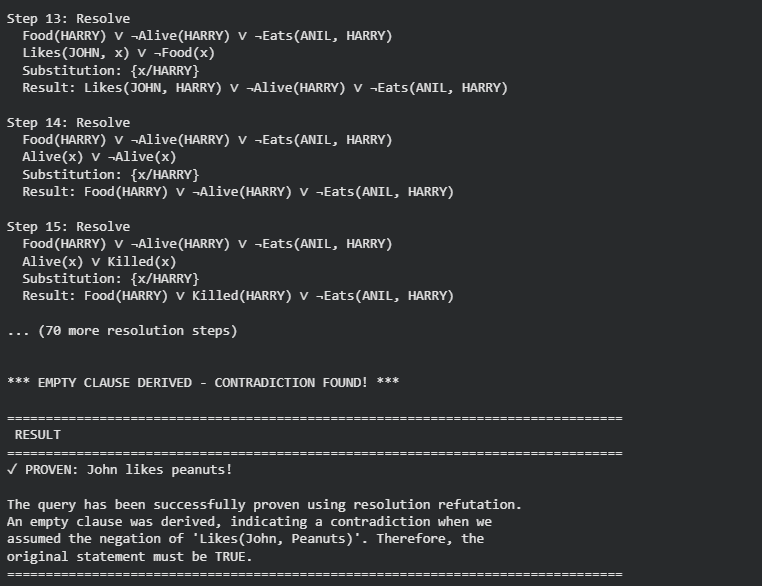 Step 13: Resolve
  Food(HARRY) ∨ ¬Alive(HARRY) ∨ ¬Eats(ANIL, HARRY)
  Likes(JOHN, x) ∨ ¬Food(x)
  Substitution: {x/HARRY}
  Result: Likes(JOHN, HARRY) ∨ ¬Alive(HARRY) ∨ ¬Eats(ANIL, HARRY)

Step 14: Resolve
  Food(HARRY) ∨ ¬Alive(HARRY) ∨ ¬Eats(ANIL, HARRY)
  Alive(x) ∨ ¬Alive(x)
  Substitution: {x/HARRY}
  Result: Food(HARRY) ∨ ¬Alive(HARRY) ∨ ¬Eats(ANIL, HARRY)

Step 15: Resolve
  Food(HARRY) ∨ ¬Alive(HARRY) ∨ ¬Eats(ANIL, HARRY)
  Alive(x) ∨ Killed(x)
  Substitution: {x/HARRY}
  Result: Food(HARRY) ∨ Killed(HARRY) ∨ ¬Eats(ANIL, HARRY)

... (70 more resolution steps)

*** EMPTY CLAUSE DERIVED - CONTRADICTION FOUND! ***

================================================================================
 RESULT
================================================================================
✓ PROVEN: John likes peanuts!

The query has been successfully proven using resolution refutation.
An empty clause was derived, indicating a contradiction when we
assumed the negation of 'Likes(John, Peanuts)'. Therefore, the
original statement must be TRUE.
================================================================================